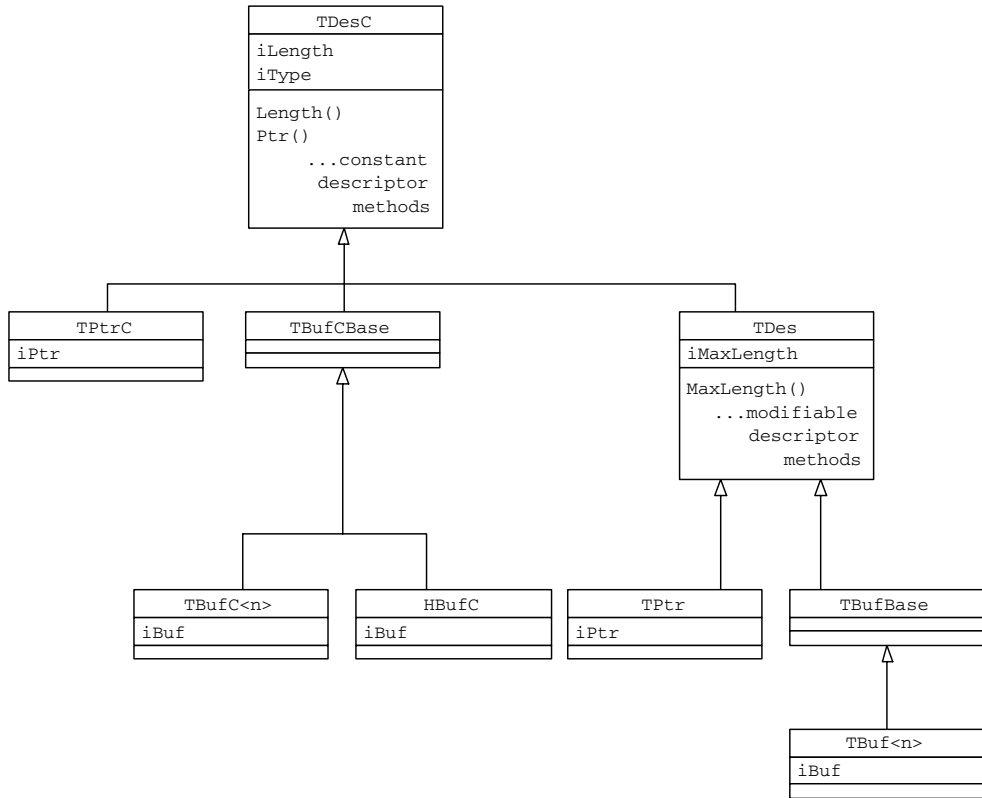 TDesC
iLength
iType
Length()
Ptr()
...constant
descriptor
methods
TPtrC
iPtr
TBufCBase
TDes
iMaxLength
MaxLength()
...modifiable
descriptor
methods
TBufC<n>
iBuf
HBufC
iBuf
TPtr
iPtr
TBufBase
TBuf<n>
iBuf